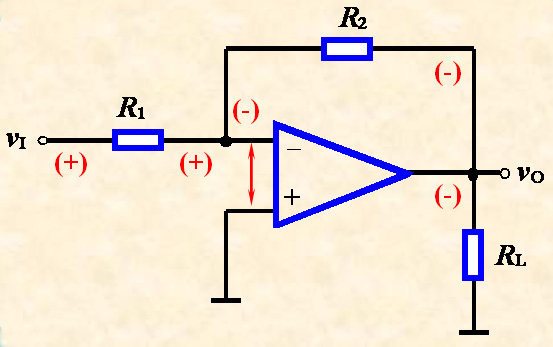 R2
(-)
R1
(-)
vI
(+)
(+)
−
+
vO
(-)
RL